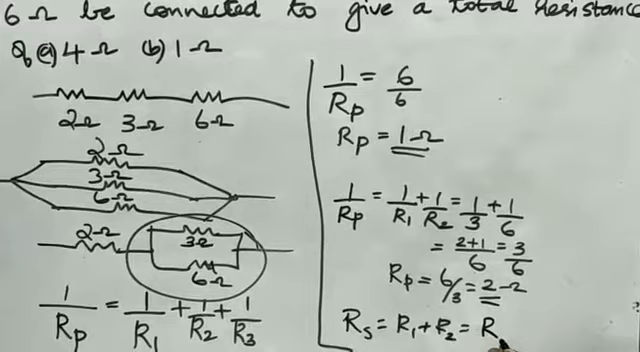 6 Ω be connected to give a total resistance
of (a) 4 Ω (b) 1 Ω
2Ω 3Ω 6Ω
2Ω
3Ω
6Ω
2Ω
3Ω
6Ω
1/Rp = 1/R1 + 1/R2 + 1/R3
1/Rp = 6/6
Rp = 1Ω
1/Rp = 1/R1 + 1/R2 = 1/3 + 1/6
= 2+1/6 = 3/6
Rp = 6/3 = 2 Ω
Rs = R1 + R2 = R